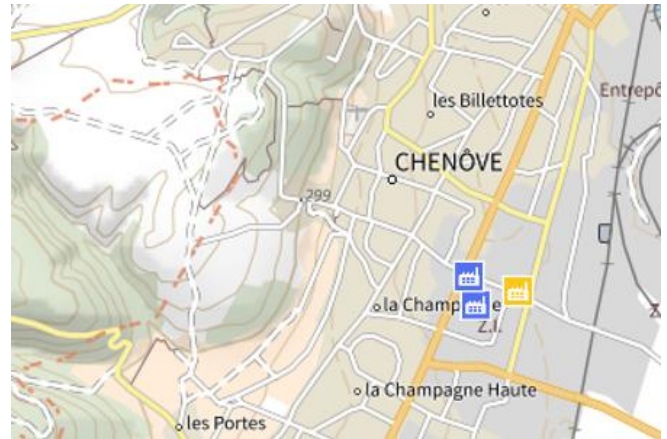 Entrepô
les Billettotes
CHENÔVE
299
la Champ e
Z.I.
Z
la Champagne Haute
les Portes